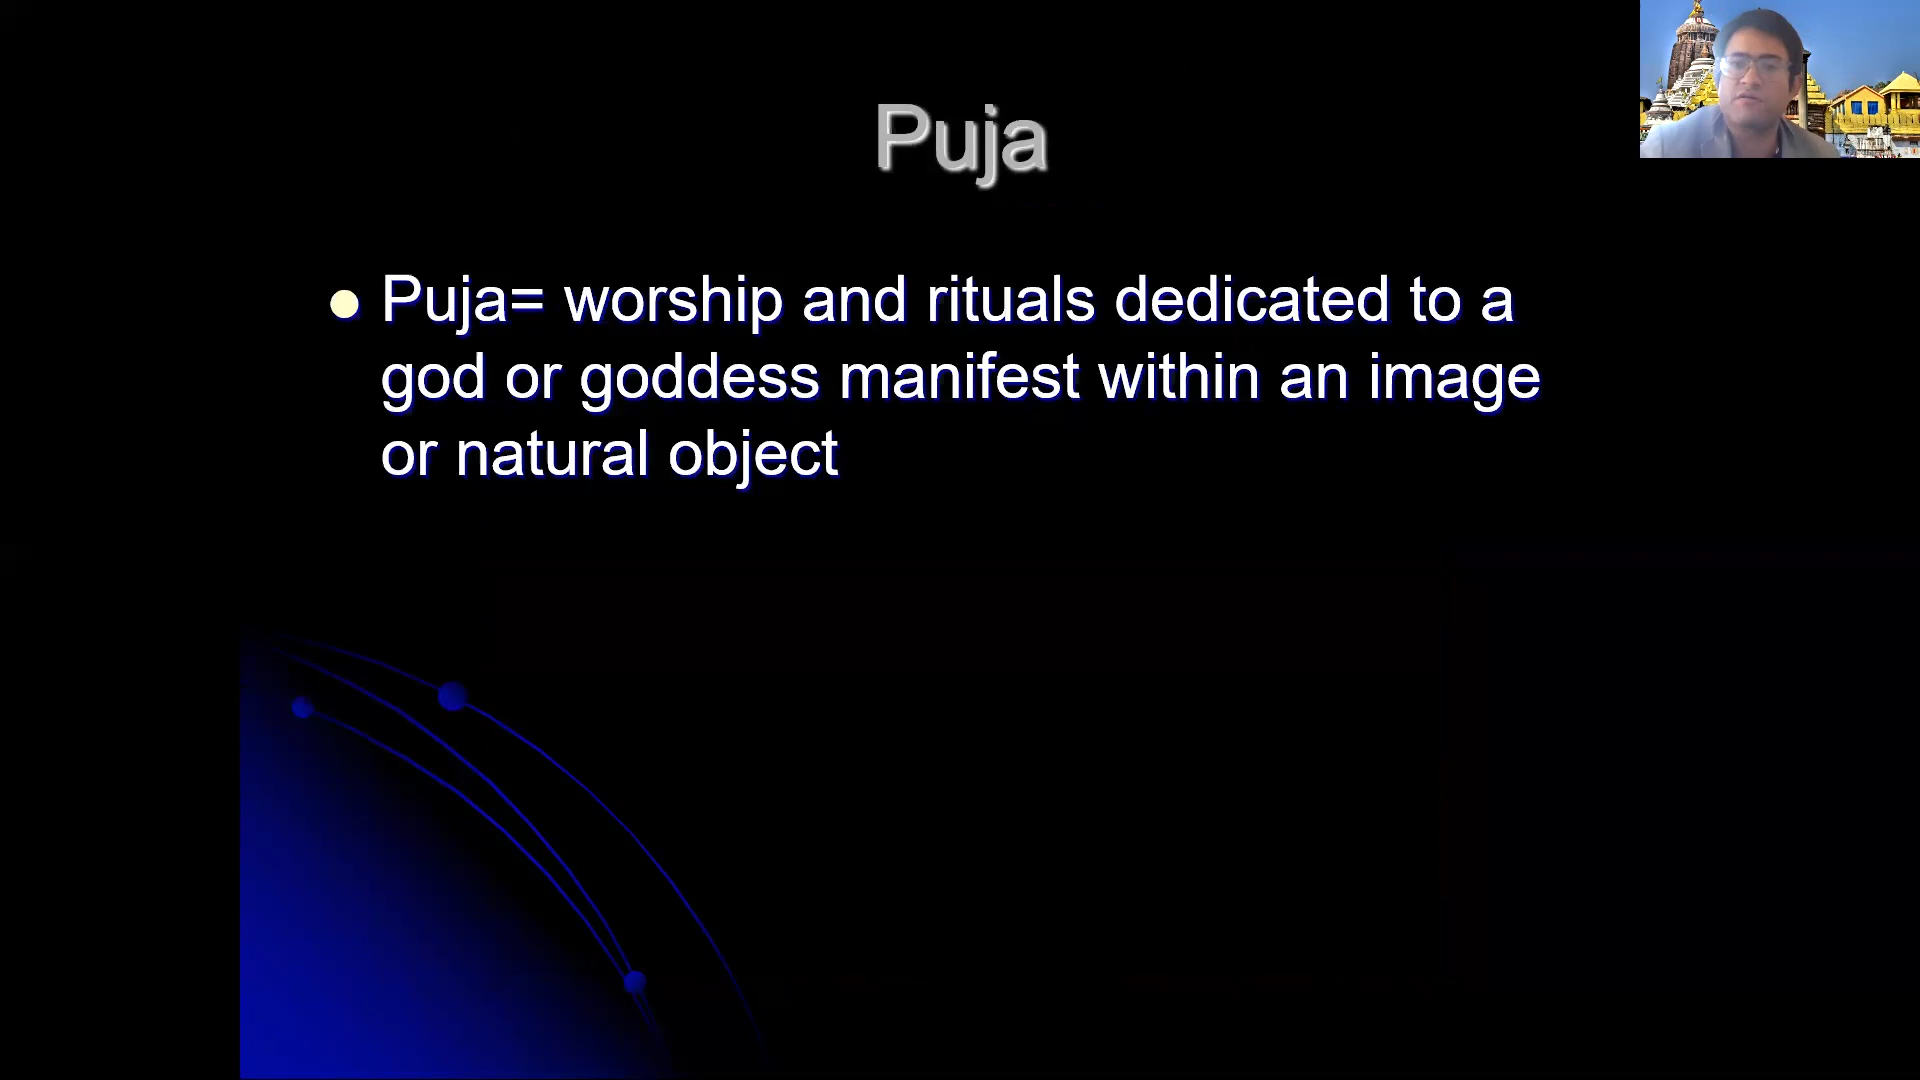 Puja
Puja= worship and rituals dedicated to a
god or goddess manifest within an image
or natural object